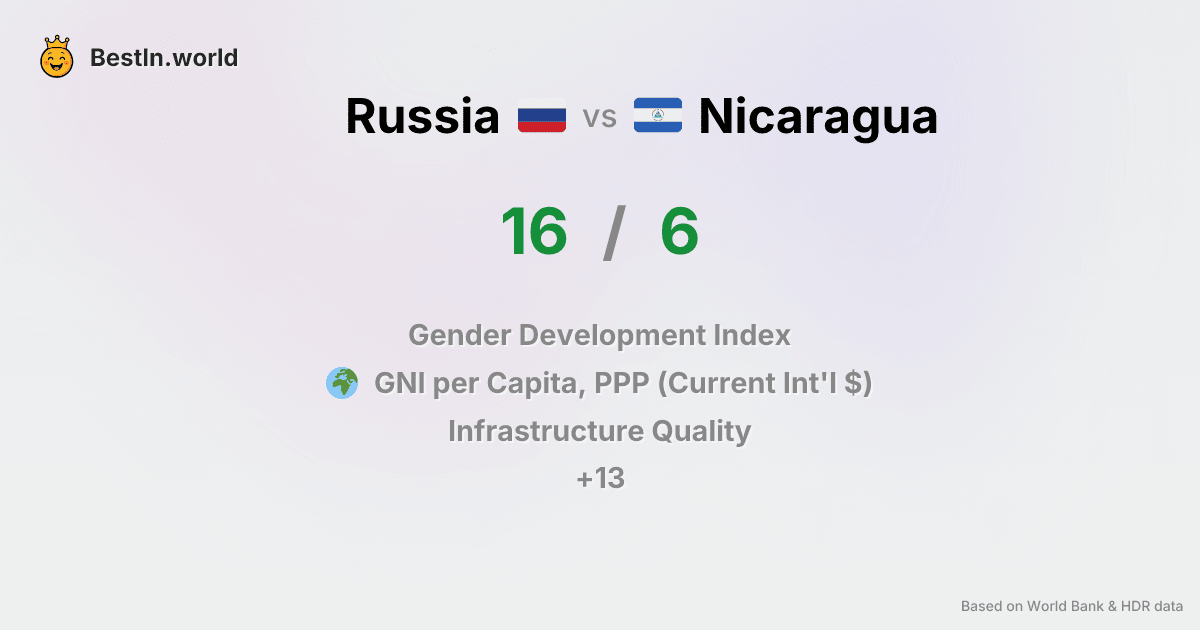 BestIn.world
Russia vs Nicaragua
16 / 6
Gender Development Index
GNI per Capita, PPP (Current Int'l $)
Infrastructure Quality
+13
Based on World Bank & HDR data